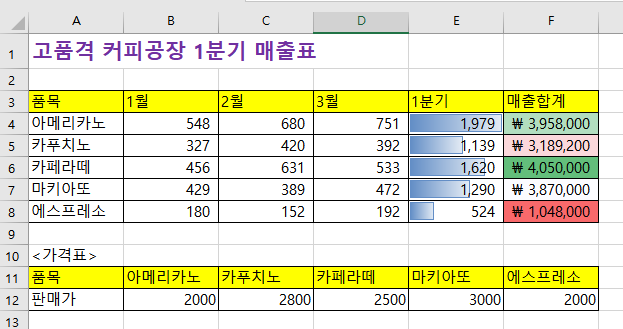 A B C D E F
1 고품격 커피공장 1분기 매출표
2
3 품목 1월 2월 3월 1분기 매출합계
4 아메리카노 548 680 751 1,979 ₩ 3,958,000
5 카푸치노 327 420 392 1,139 ₩ 3,189,200
6 카페라떼 456 631 533 1,620 ₩ 4,050,000
7 마키아또 429 389 472 1,290 ₩ 3,870,000
8 에스프레소 180 152 192 524 ₩ 1,048,000
9
10 <가격표>
11 품목 아메리카노 카푸치노 카페라떼 마키아또 에스프레소
12 판매가 2000 2800 2500 3000 2000
13